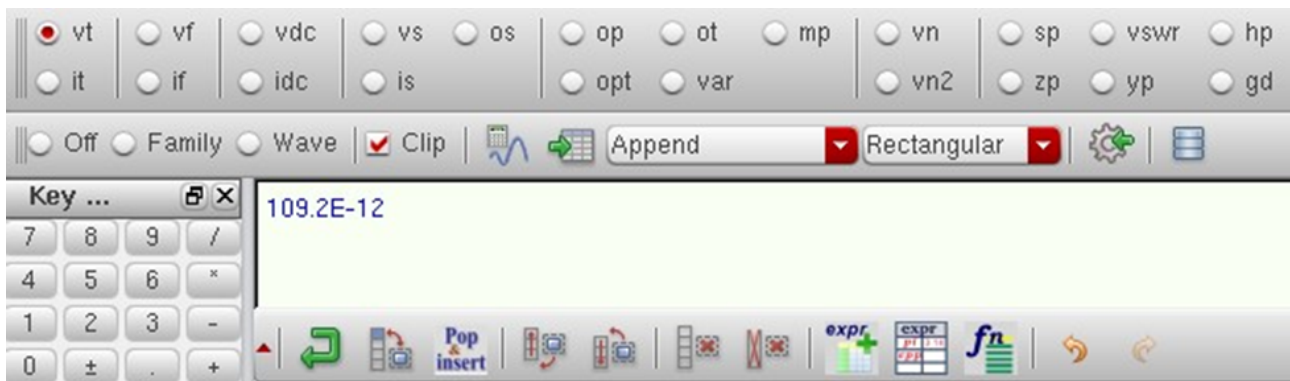 vt vf vdc vs os op ot mp vn sp vswr hp
it if idc is opt var vn2 zp yp gd
Off Family Wave Clip Append Rectangular
Key ...
109.2E-12
7 8 9 /
4 5 6 *
1 2 3 -
0 ± . +
Pop & insert expr expr fn